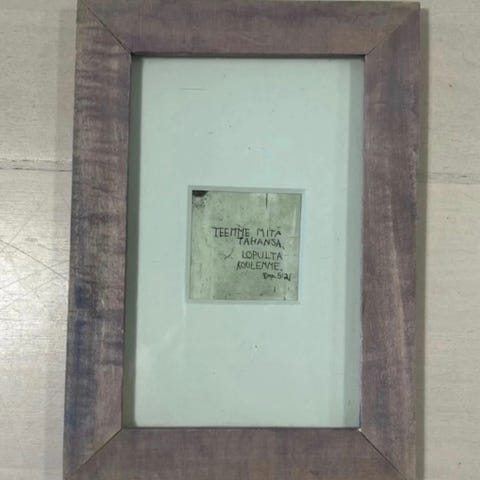 TEEMME MITÄ
TAHANSA,
LOPULTA
KUOLEMME.